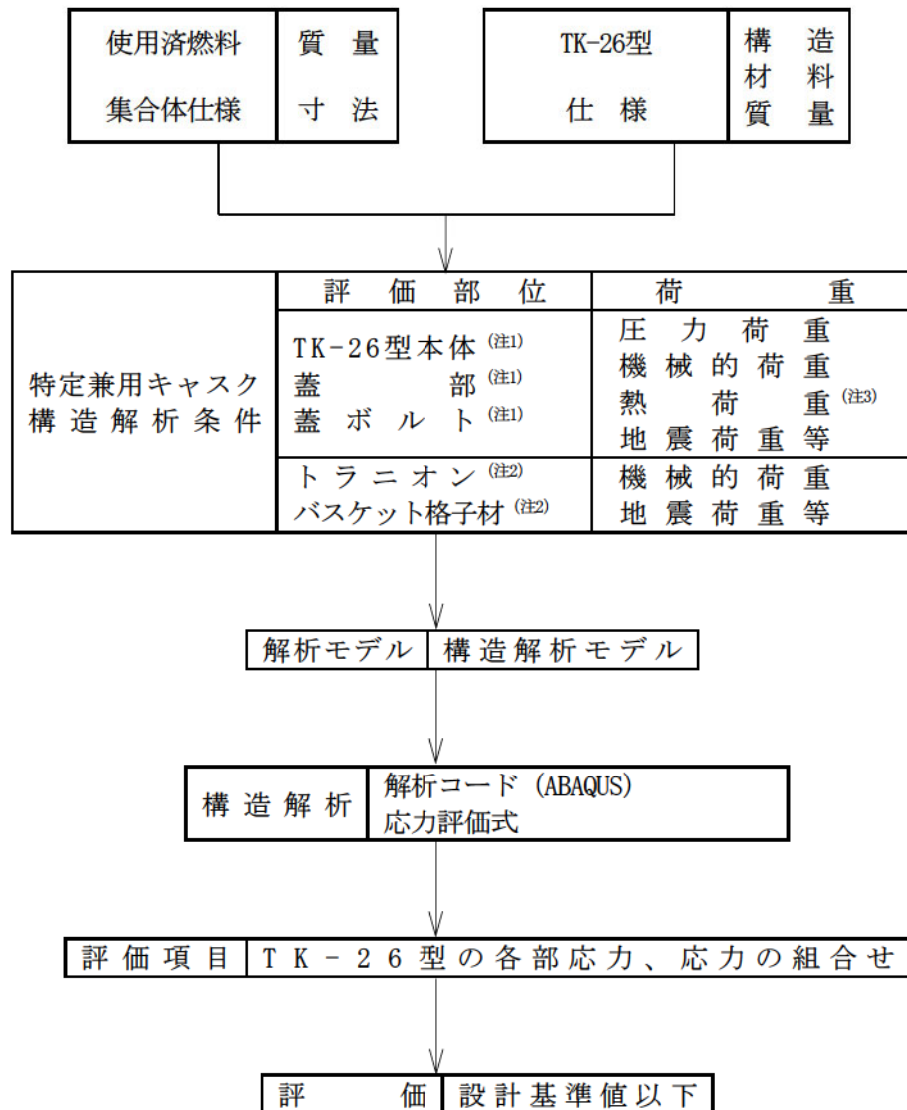 使用済燃料
集合体仕様
質量
寸法
TK-26型
仕様
構造
材料
質量
特定兼用キャスク
構造解析条件
評価部位
荷重
TK-26型本体(注1)
蓋部(注1)
蓋ボルト(注1)
圧力荷重
機械的荷重
熱荷重(注3)
地震荷重等
トラニオン(注2)
バスケット格子材(注2)
機械的荷重
地震荷重等
解析モデル
構造解析モデル
構造解析
解析コード (ABAQUS)
応力評価式
評価項目
TK-26型の各部応力、応力の組合せ
評価
設計基準値以下